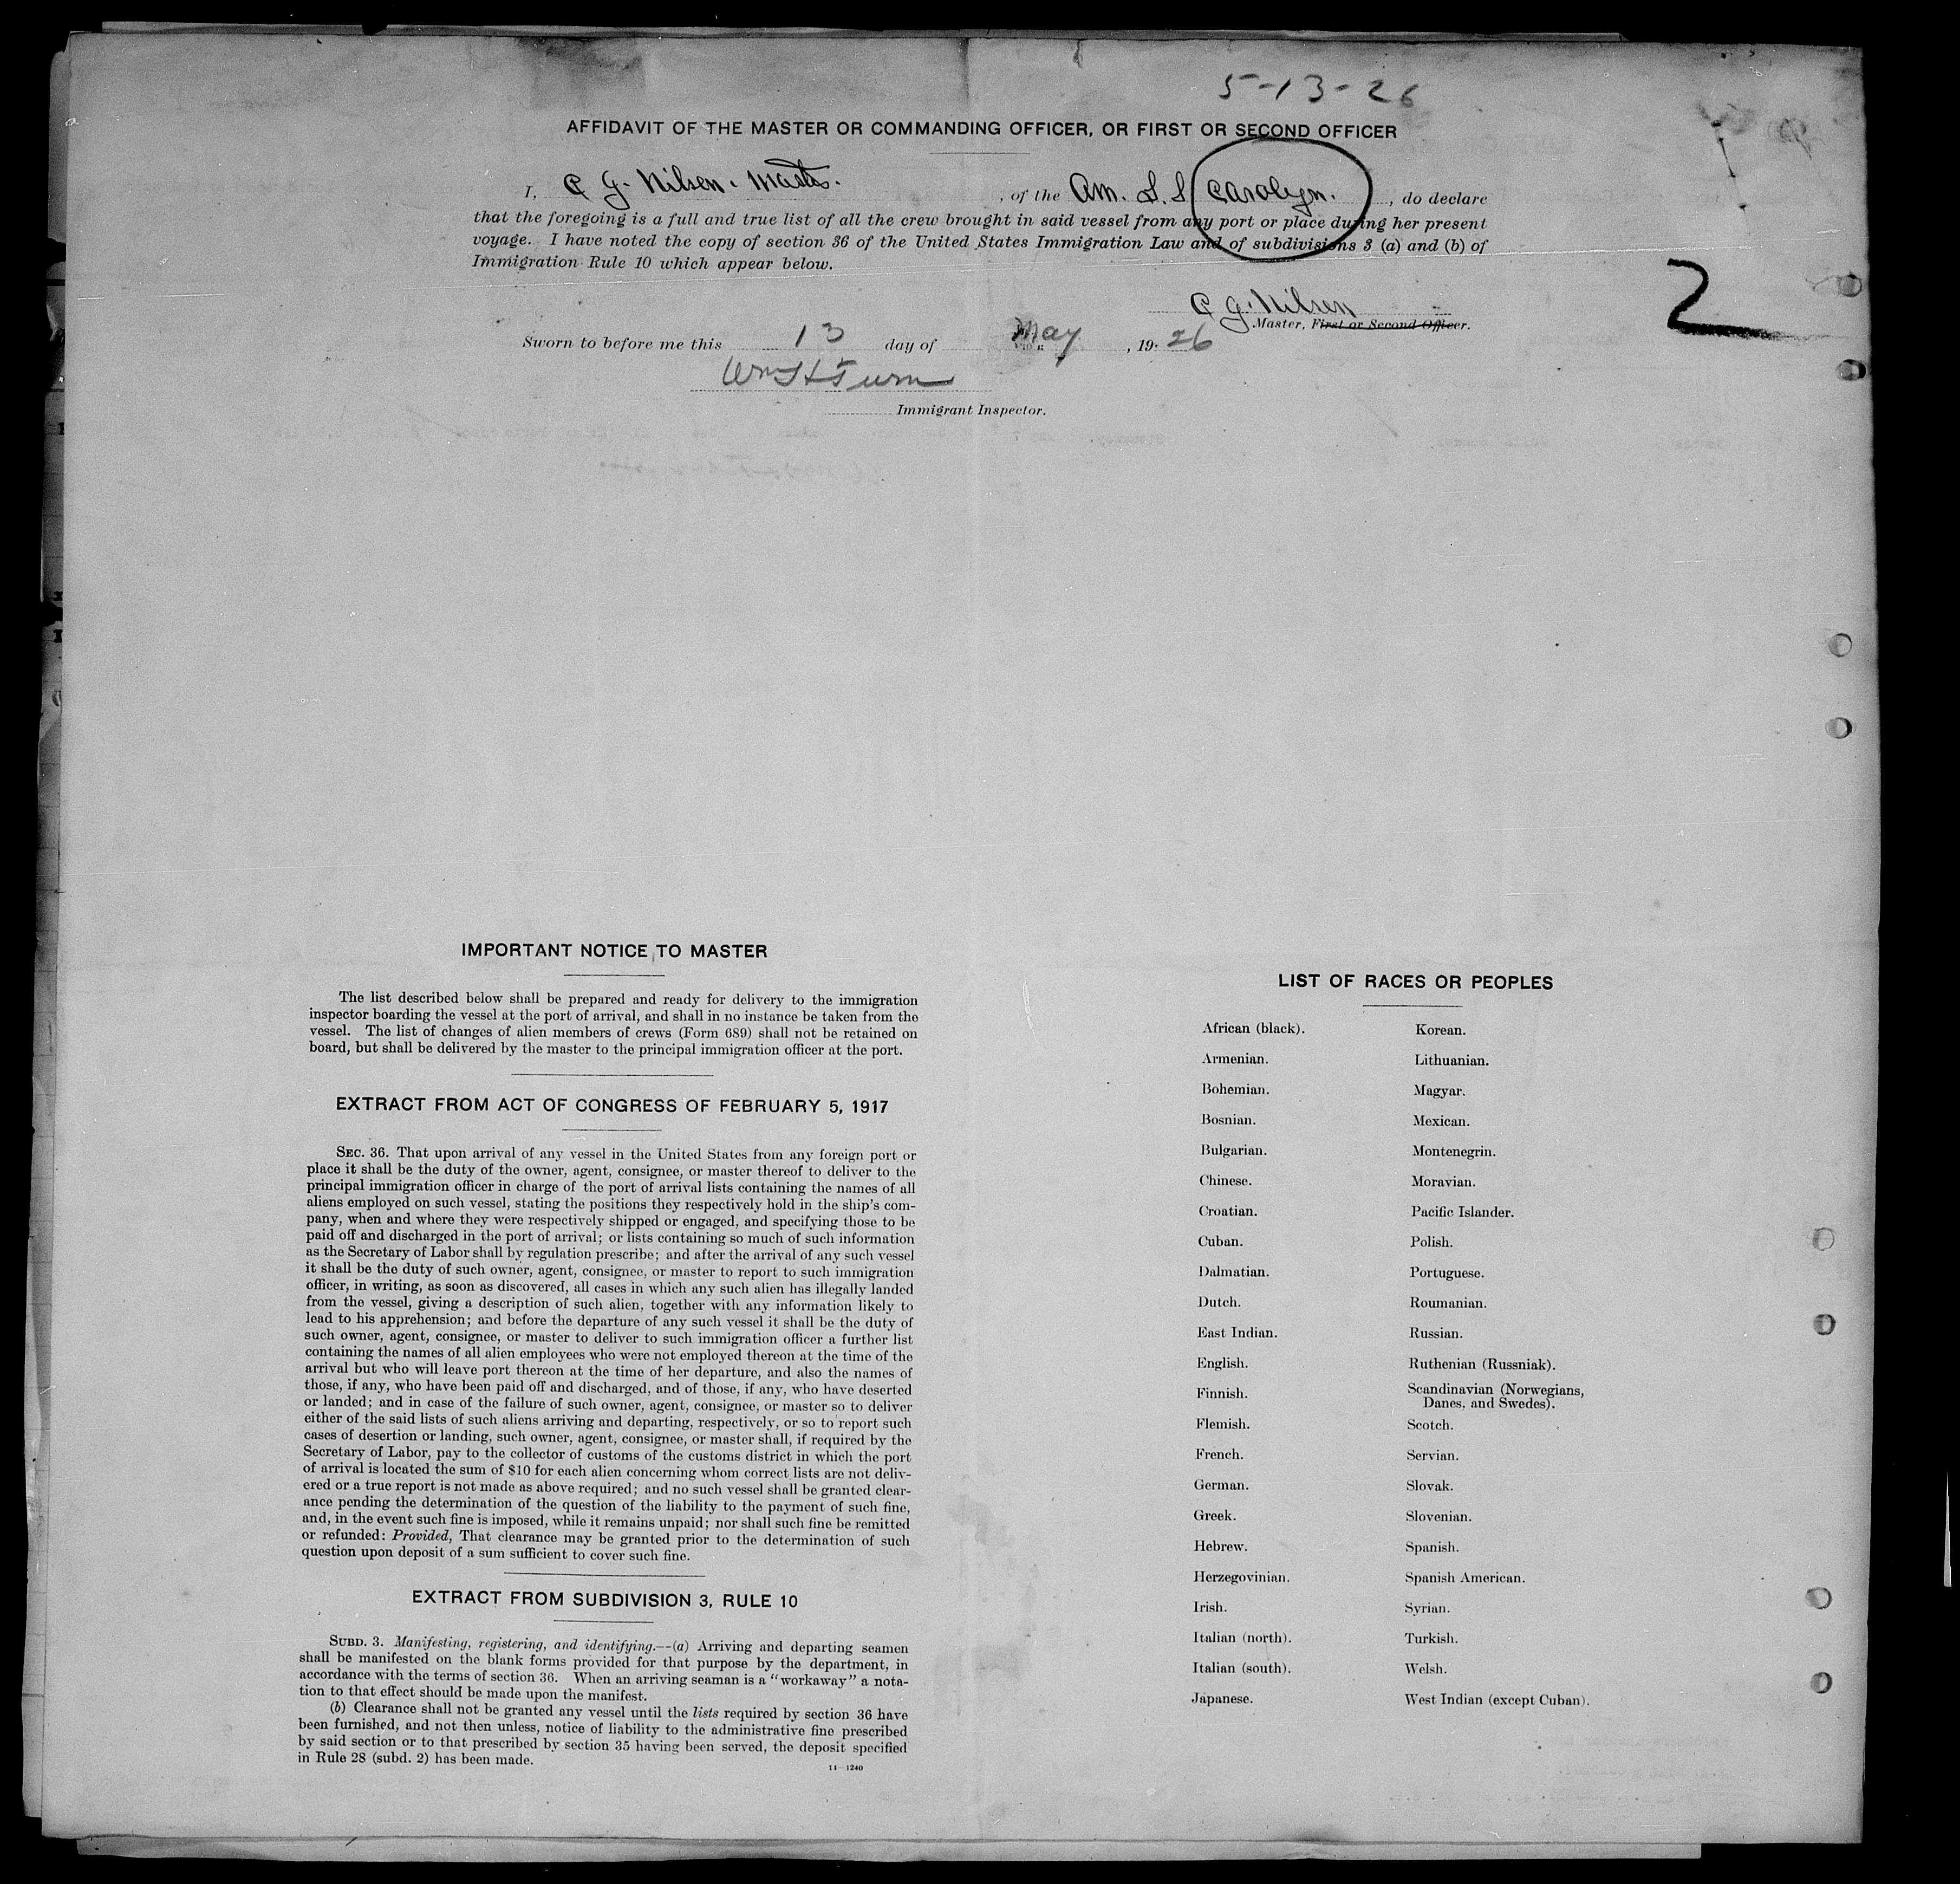 5-13-26
AFFIDAVIT OF THE MASTER OR COMMANDING OFFICER, OR FIRST OR SECOND OFFICER
I, C G. Nilsen. Master. , of the Am. S. S Carolyn. , do declare
that the foregoing is a full and true list of all the crew brought in said vessel from any port or place during her present
voyage. I have noted the copy of section 36 of the United States Immigration Law and of subdivisions 3 (a) and (b) of
Immigration Rule 10 which appear below.
2
C G. Nilsen
Master, First or Second Officer.
Sworn to before me this 13 day of May , 19 26
Immigrant Inspector.
IMPORTANT NOTICE TO MASTER
The list described below shall be prepared and ready for delivery to the immigration
inspector boarding the vessel at the port of arrival, and shall in no instance be taken from the
vessel. The list of changes of alien members of crews (Form 689) shall not be retained on
board, but shall be delivered by the master to the principal immigration officer at the port.
EXTRACT FROM ACT OF CONGRESS OF FEBRUARY 5, 1917
SEC. 36. That upon arrival of any vessel in the United States from any foreign port or
place it shall be the duty of the owner, agent, consignee, or master thereof to deliver to the
principal immigration officer in charge of the port of arrival lists containing the names of all
aliens employed on such vessel, stating the positions they respectively hold in the ship's com-
pany, when and where they were respectively shipped or engaged, and specifying those to be
paid off and discharged in the port of arrival; or lists containing so much of such information
as the Secretary of Labor shall by regulation prescribe; and after the arrival of any such vessel
it shall be the duty of such owner, agent, consignee, or master to report to such immigration
officer, in writing, as soon as discovered, all cases in which any such alien has illegally landed
from the vessel, giving a description of such alien, together with any information likely to
lead to his apprehension; and before the departure of any such vessel it shall be the duty of
such owner, agent, consignee, or master to deliver to such immigration officer a further list
containing the names of all alien employees who were not employed thereon at the time of the
arrival but who will leave port thereon at the time of her departure, and also the names of
those, if any, who have been paid off and discharged, and of those, if any, who have deserted
or landed; and in case of the failure of such owner, agent, consignee, or master so to deliver
either of the said lists of such aliens arriving and departing, respectively, or so to report such
cases of desertion or landing, such owner, agent, consignee, or master shall, if required by the
Secretary of Labor, pay to the collector of customs of the customs district in which the port
of arrival is located the sum of $10 for each alien concerning whom correct lists are not deliv-
ered or a true report is not made as above required; and no such vessel shall be granted clear-
ance pending the determination of the question of the liability to the payment of such fine,
and, in the event such fine is imposed, while it remains unpaid; nor shall such fine be remitted
or refunded: Provided, That clearance may be granted prior to the determination of such
question upon deposit of a sum sufficient to cover such fine.
EXTRACT FROM SUBDIVISION 3, RULE 10
SUBD. 3. Manifesting, registering, and identifying.--(a) Arriving and departing seamen
shall be manifested on the blank forms provided for that purpose by the department, in
accordance with the terms of section 36. When an arriving seaman is a "workaway" a nota-
tion to that effect should be made upon the manifest.
(b) Clearance shall not be granted any vessel until the lists required by section 36 have
been furnished, and not then unless, notice of liability to the administrative fine prescribed
by said section or to that prescribed by section 35 having been served, the deposit specified
in Rule 28 (subd. 2) has been made.
11-1240
LIST OF RACES OR PEOPLES
African (black).
Armenian.
Bohemian.
Bosnian.
Bulgarian.
Chinese.
Croatian.
Cuban.
Dalmatian.
Dutch.
East Indian.
English.
Finnish.
Flemish.
French.
German.
Greek.
Hebrew.
Herzegovinian.
Irish.
Italian (north).
Italian (south).
Japanese.
Korean.
Lithuanian.
Magyar.
Mexican.
Montenegrin.
Moravian.
Pacific Islander.
Polish.
Portuguese.
Roumanian.
Russian.
Ruthenian (Russniak).
Scandinavian (Norwegians,
Danes, and Swedes).
Scotch.
Servian.
Slovak.
Slovenian.
Spanish.
Spanish American.
Syrian.
Turkish.
Welsh.
West Indian (except Cuban).